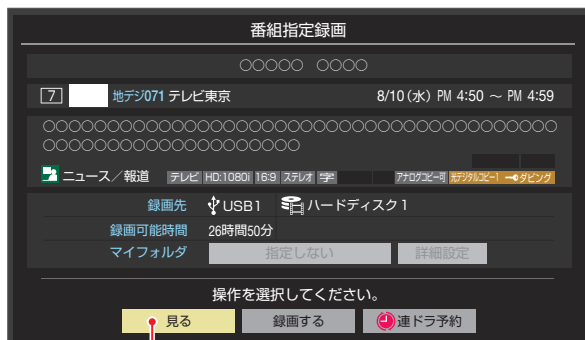 番組指定録画
○○○○○ ○○○○
7 地デジ071 テレビ東京 8/10(水) PM 4:50 ～ PM 4:59
○○○○○○○○○○○○○○○○○○○○○○○○○○○○○○○○○○○○○○○○
○○○○○○○○○○○○○○○○○○○○
ニュース／報道 テレビ HD:1080i 16:9 ステレオ 字 アナログコピー可 光デジタルコピー1 ダビング
録画先 USB1 ハードディスク1
録画可能時間 26時間50分
マイフォルダ 指定しない 詳細設定
操作を選択してください。
見る 録画する 連ドラ予約